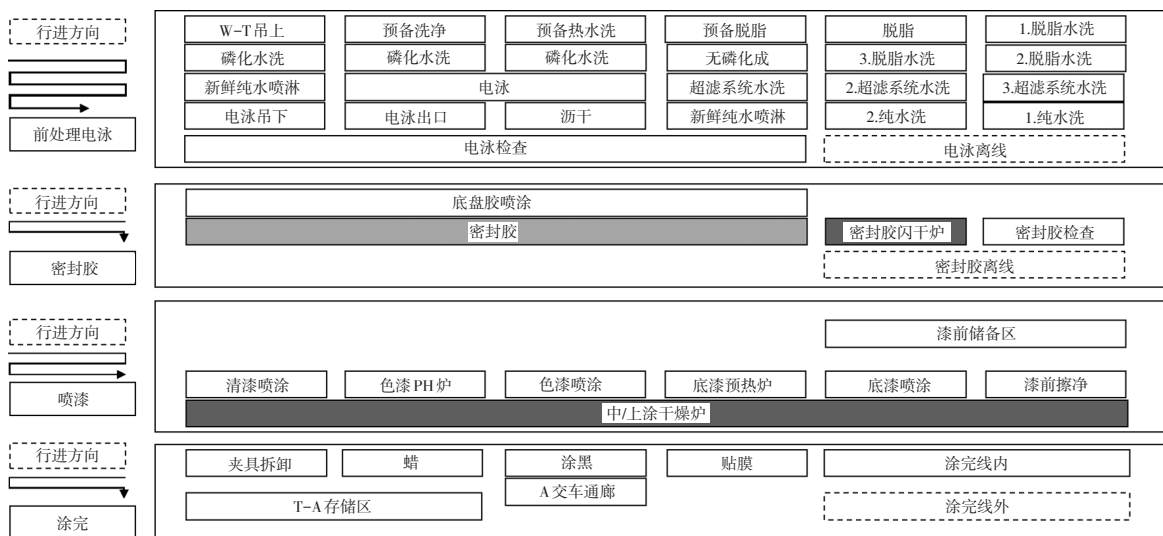 行进方向
W-T吊上 预备洗净 预备热水洗 预备脱脂 脱脂 1.脱脂水洗
磷化水洗 磷化水洗 磷化水洗 无磷化成 3.脱脂水洗 2.脱脂水洗
新鲜纯水喷淋 电泳 超滤系统水洗 2.超滤系统水洗 3.超滤系统水洗
前处理电泳 电泳吊下 电泳出口 沥干 新鲜纯水喷淋 2.纯水洗 1.纯水洗
电泳检查 电泳离线
行进方向 底盘胶喷涂
密封胶 密封胶闪干炉 密封胶检查
密封胶 密封胶离线
行进方向 漆前储备区
喷漆 清漆喷涂 色漆PH炉 色漆喷涂 底漆预热炉 底漆喷涂 漆前擦净
中/上涂干燥炉
行进方向 夹具拆卸 蜡 涂黑 贴膜 涂完线内
A交车通廊
涂完 T-A存储区 涂完线外